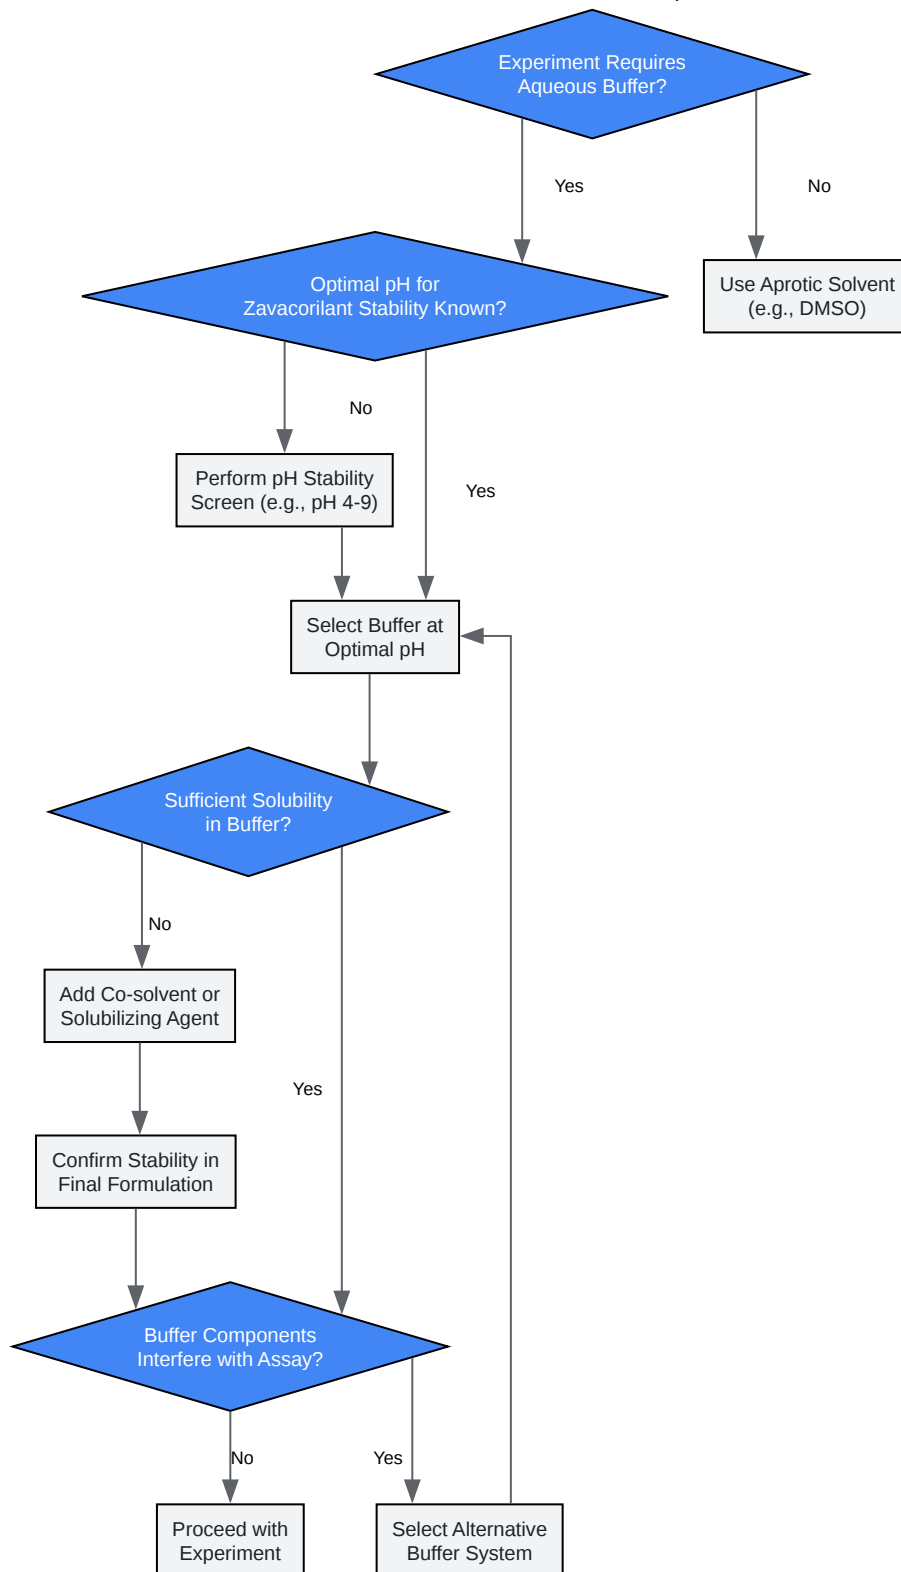 Experiment Requires
Aqueous Buffer?
Yes
No
Optimal pH for
Zavacorilant Stability Known?
Use Aprotic Solvent
(e.g., DMSO)
No
Perform pH Stability
Screen (e.g., pH 4-9)
Yes
Select Buffer at
Optimal pH
Sufficient Solubility
in Buffer?
No
Add Co-solvent or
Solubilizing Agent
Yes
Confirm Stability in
Final Formulation
Buffer Components
Interfere with Assay?
No
Yes
Proceed with
Experiment
Select Alternative
Buffer System